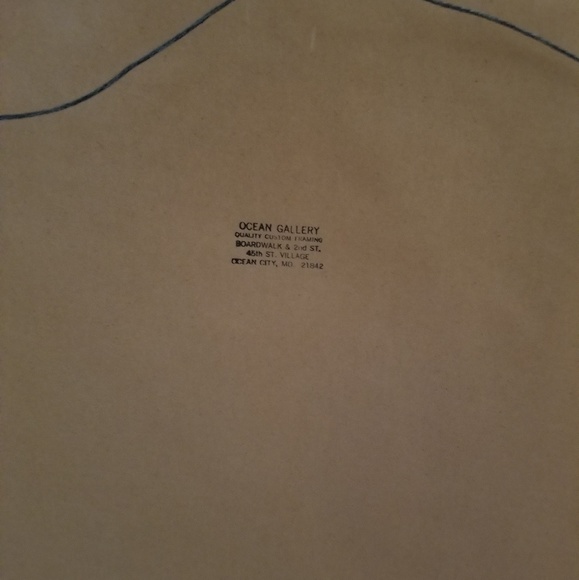 OCEAN GALLERY
QUALITY CUSTOM FRAMING
BOARDWALK & 2nd ST.
45th ST. VILLAGE
OCEAN CITY, MD. 21842